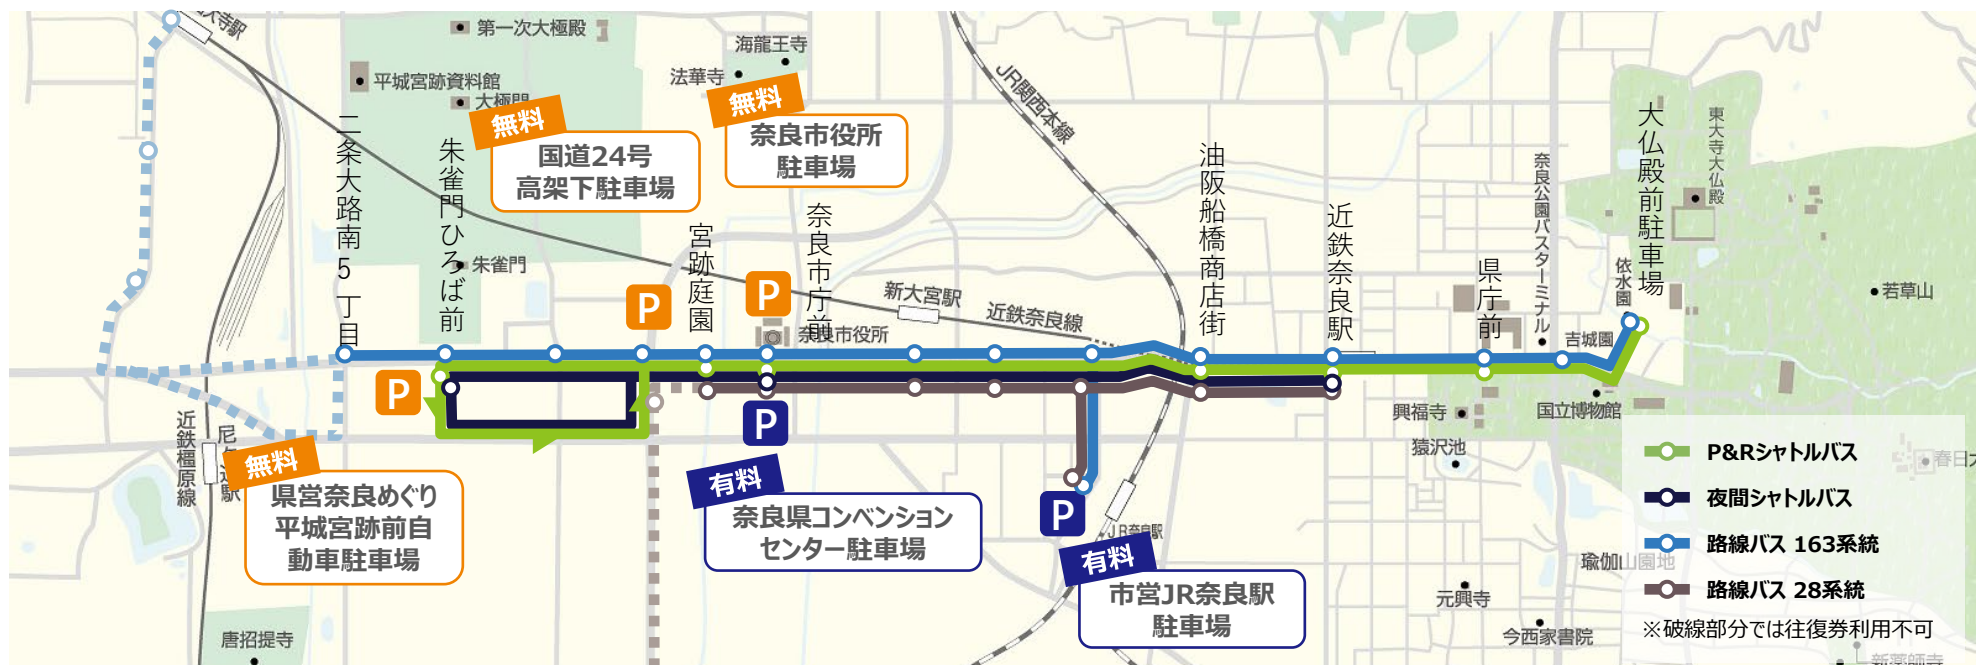 第一次大極殿
海龍王寺
法華寺
平城宮跡資料館
大極門
無料
国道24号
高架下駐車場
無料
奈良市役所
駐車場
JR関西本線
二条大路南5丁目
朱雀門ひろば前
朱雀門
宮跡庭園
奈良市庁前
奈良市役所
新大宮駅
近鉄奈良線
油阪船橋商店街
近鉄奈良駅
県庁前
奈良公園バスターミナル
大仏殿前駐車場
東大寺大仏殿
依水園
吉城園
若草山
P
P
P
P
P
近鉄橿原線
無料
県営奈良めぐり
平城宮跡前自
動車駐車場
有料
奈良県コンベンション
センター駐車場
JR奈良駅
有料
市営JR奈良駅
駐車場
興福寺
猿沢池
国立博物館
元興寺
今西家書院
瑜伽山園地
唐招提寺
P&Rシャトルバス
夜間シャトルバス
路線バス 163系統
路線バス 28系統
※破線部分では往復券利用不可
春日大
新薬師寺